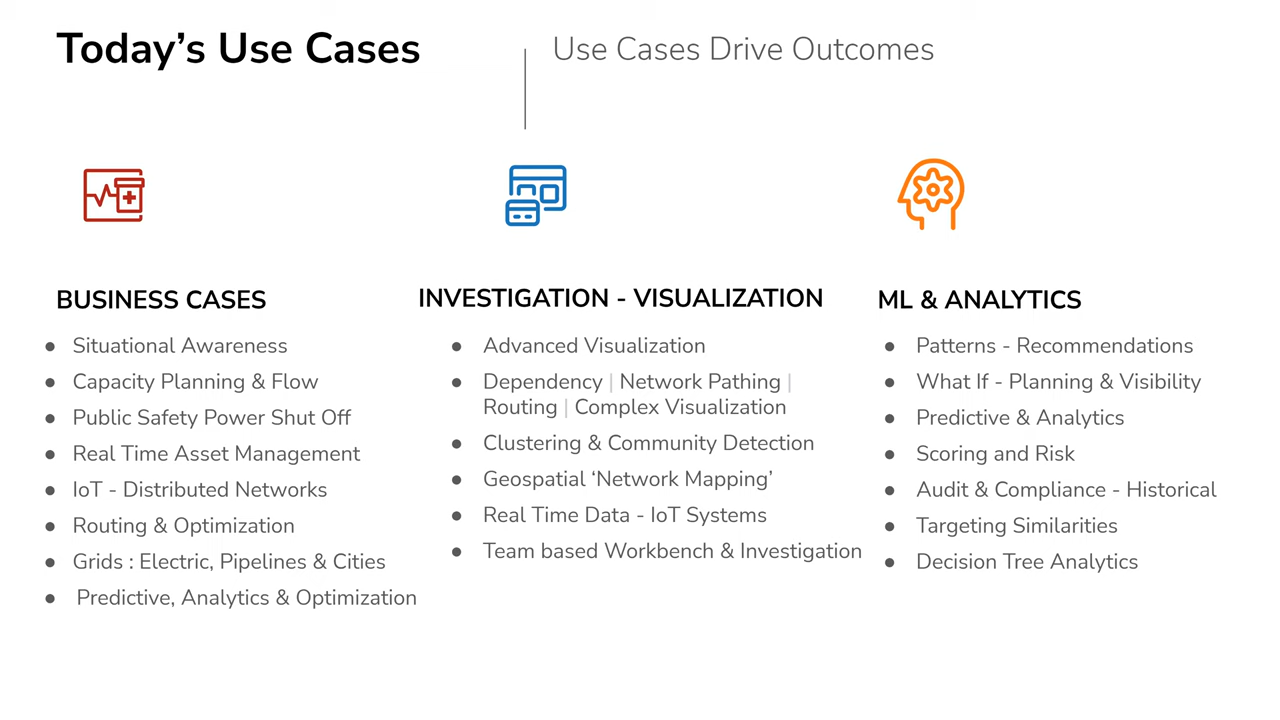 Today’s Use Cases
Use Cases Drive Outcomes
BUSINESS CASES
● Situational Awareness
● Capacity Planning & Flow
● Public Safety Power Shut Off
● Real Time Asset Management
● IoT - Distributed Networks
● Routing & Optimization
● Grids : Electric, Pipelines & Cities
● Predictive, Analytics & Optimization
INVESTIGATION - VISUALIZATION
● Advanced Visualization
● Dependency | Network Pathing |
Routing | Complex Visualization
● Clustering & Community Detection
● Geospatial ‘Network Mapping’
● Real Time Data - IoT Systems
● Team based Workbench & Investigation
ML & ANALYTICS
● Patterns - Recommendations
● What If - Planning & Visibility
● Predictive & Analytics
● Scoring and Risk
● Audit & Compliance - Historical
● Targeting Similarities
● Decision Tree Analytics